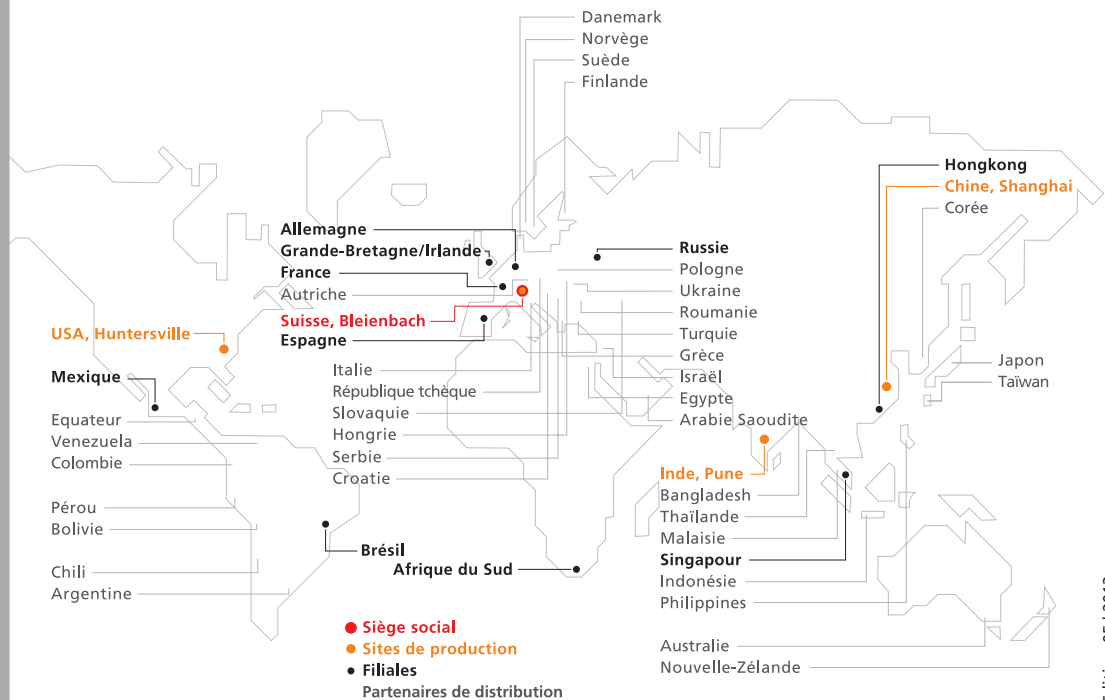 Danemark
Norvège
Suède
Finlande
Hongkong
Chine, Shanghai
Corée
Allemagne
Grande-Bretagne/Irlande
France
Autriche
Suisse, Bleienbach
Espagne
Russie
Pologne
Ukraine
Roumanie
Turquie
Grèce
Israël
Egypte
Arabie Saoudite
USA, Huntersville
Mexique
Equateur
Venezuela
Colombie
Pérou
Bolivie
Chili
Argentine
Italie
République tchèque
Slovaquie
Hongrie
Serbie
Croatie
Japon
Taïwan
Inde, Pune
Bangladesh
Thaïlande
Malaisie
Singapour
Indonésie
Philippines
Australie
Nouvelle-Zélande
Brésil
Afrique du Sud
Siège social
Sites de production
Filiales
Partenaires de distribution